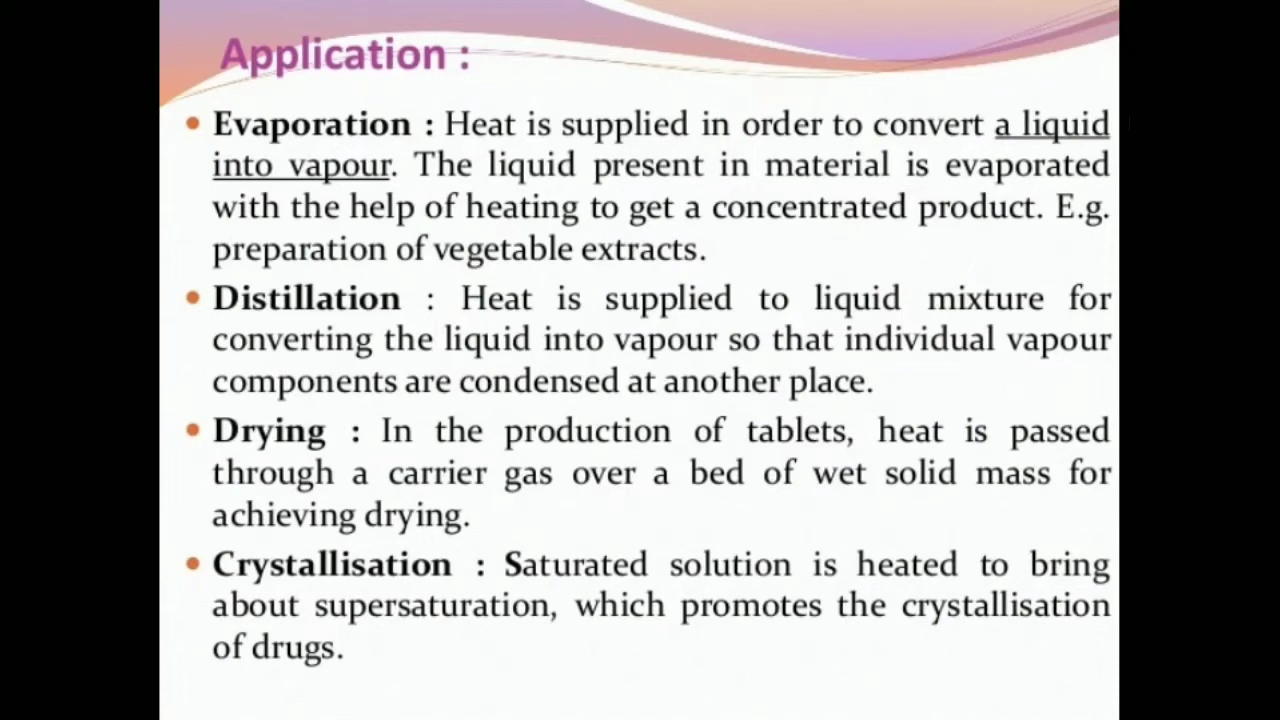 Application :
• Evaporation : Heat is supplied in order to convert a liquid
into vapour. The liquid present in material is evaporated
with the help of heating to get a concentrated product. E.g.
preparation of vegetable extracts.
• Distillation : Heat is supplied to liquid mixture for
converting the liquid into vapour so that individual vapour
components are condensed at another place.
• Drying : In the production of tablets, heat is passed
through a carrier gas over a bed of wet solid mass for
achieving drying.
• Crystallisation : Saturated solution is heated to bring
about supersaturation, which promotes the crystallisation
of drugs.